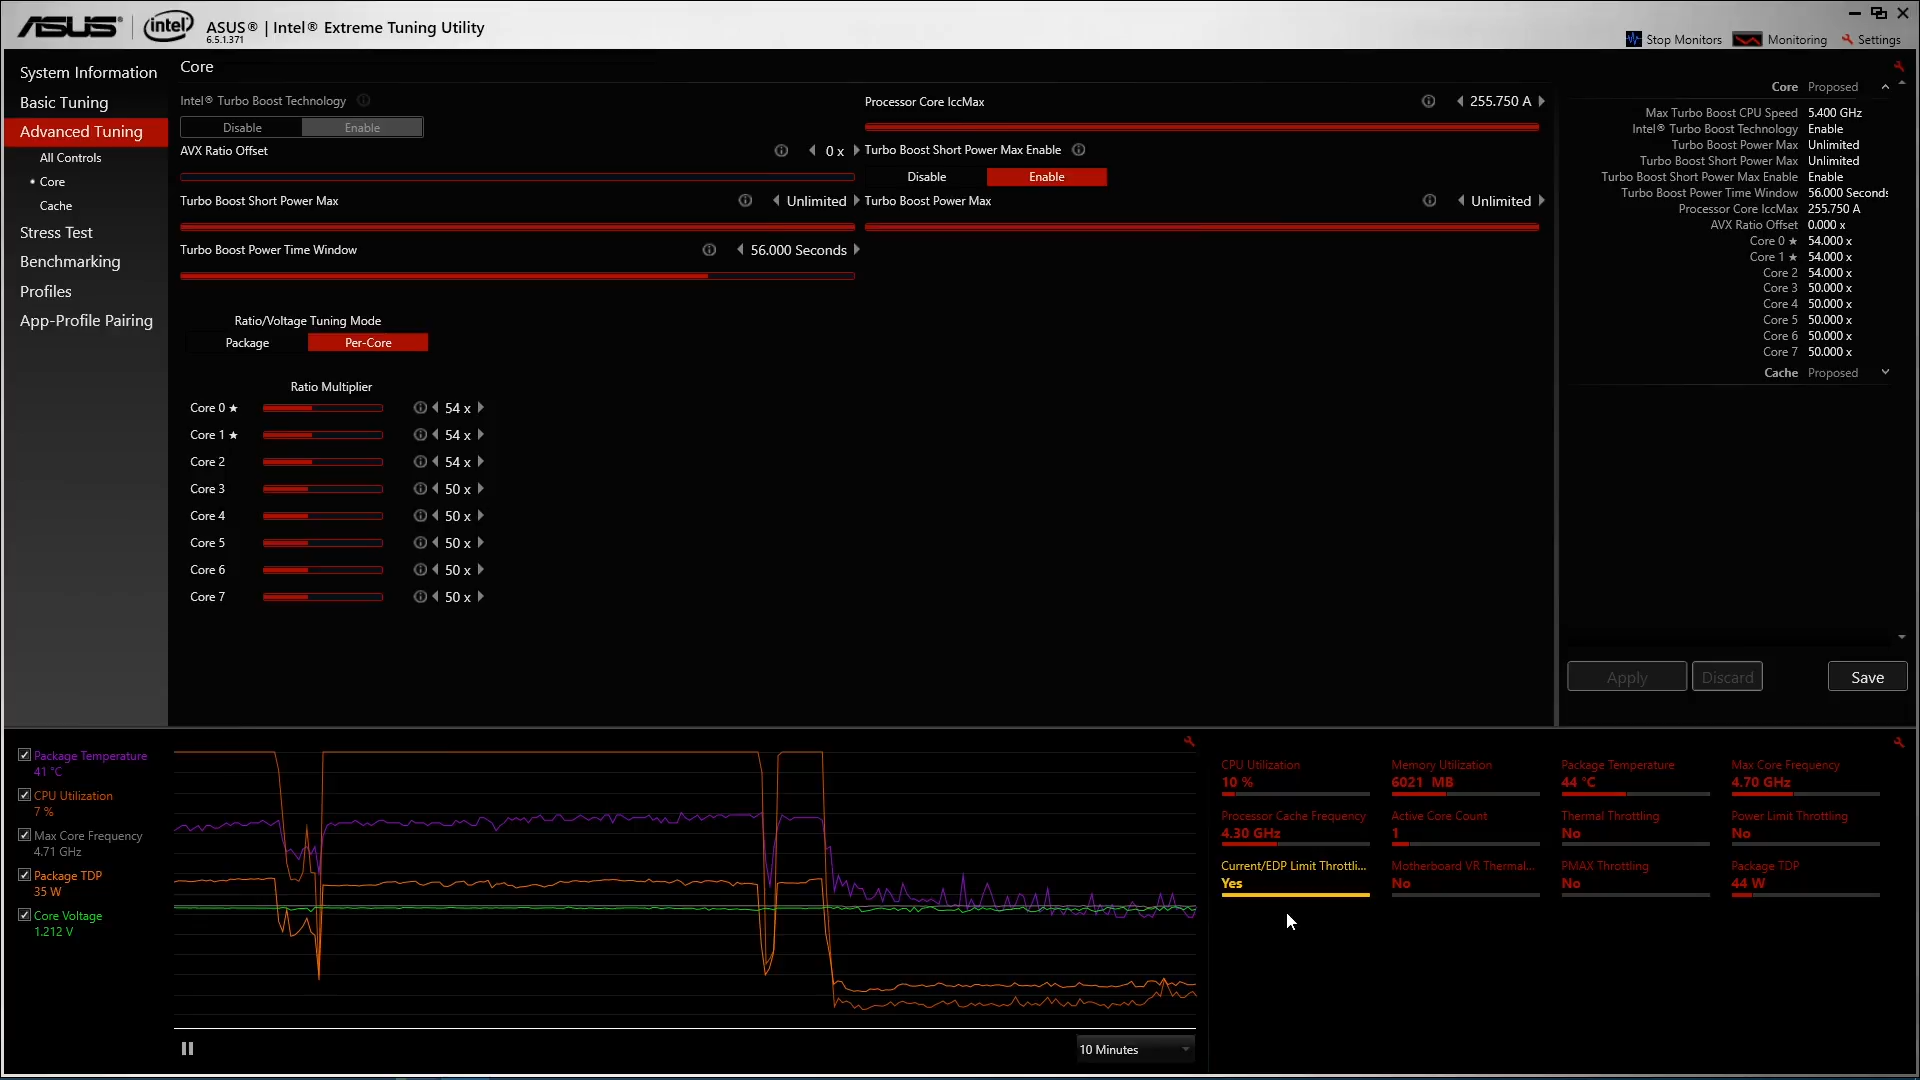 ASUS
intel
ASUS® | Intel® Extreme Tuning Utility
6.5.1.371
Stop Monitors
Monitoring
Settings
System Information
Basic Tuning
Advanced Tuning
All Controls
• Core
Cache
Stress Test
Benchmarking
Profiles
App-Profile Pairing
Core
Intel® Turbo Boost Technology
Disable
Enable
AVX Ratio Offset
0 x
Turbo Boost Short Power Max
Unlimited
Turbo Boost Power Time Window
56.000 Seconds
Processor Core IccMax
255.750 A
Turbo Boost Short Power Max Enable
Disable
Enable
Turbo Boost Power Max
Unlimited
Ratio/Voltage Tuning Mode
Package
Per-Core
Ratio Multiplier
Core 0 ★ 54 x
Core 1 ★ 54 x
Core 2 54 x
Core 3 50 x
Core 4 50 x
Core 5 50 x
Core 6 50 x
Core 7 50 x
Core Proposed
Max Turbo Boost CPU Speed 5.400 GHz
Intel® Turbo Boost Technology Enable
Turbo Boost Power Max Unlimited
Turbo Boost Short Power Max Unlimited
Turbo Boost Short Power Max Enable Enable
Turbo Boost Power Time Window 56.000 Seconds
Processor Core IccMax 255.750 A
AVX Ratio Offset 0.000 x
Core 0 ★ 54.000 x
Core 1 ★ 54.000 x
Core 2 54.000 x
Core 3 50.000 x
Core 4 50.000 x
Core 5 50.000 x
Core 6 50.000 x
Core 7 50.000 x
Cache Proposed
Apply
Discard
Save
Package Temperature
41 °C
CPU Utilization
7 %
Max Core Frequency
4.71 GHz
Package TDP
35 W
Core Voltage
1.212 V
10 Minutes
CPU Utilization
10 %
Memory Utilization
6021 MB
Package Temperature
44 °C
Max Core Frequency
4.70 GHz
Processor Cache Frequency
4.30 GHz
Active Core Count
1
Thermal Throttling
No
Power Limit Throttling
No
Current/EDP Limit Throttli...
Yes
Motherboard VR Thermal...
No
PMAX Throttling
No
Package TDP
44 W